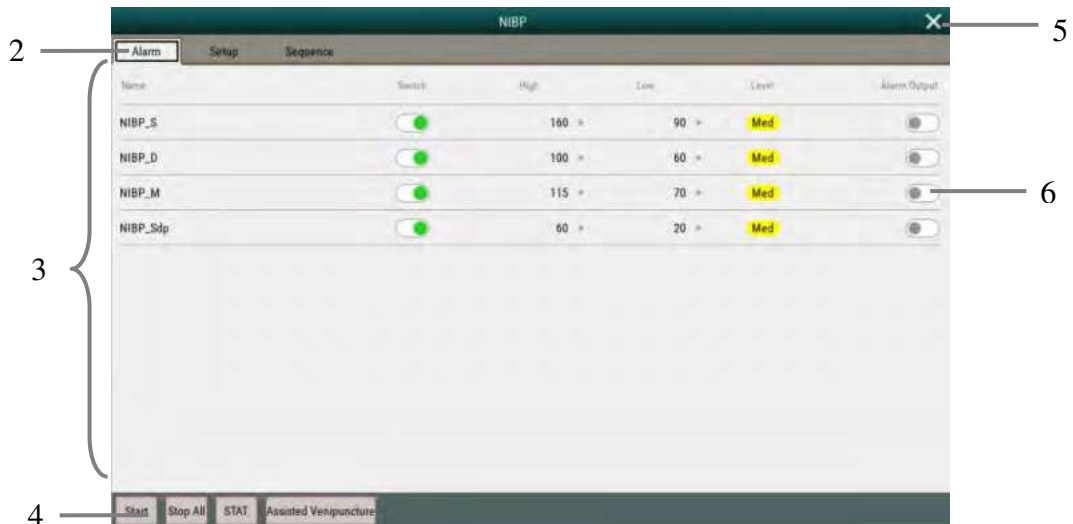 NIBP
5
2
Alarm Setup Sequence
Name Switch High Low Level Alarm Output
NIBP_S 160 90 Med
NIBP_D 100 60 Med
NIBP_M 115 70 Med
6
NIBP_Sdp 60 20 Med
3
4
Start Stop All STAT Assisted Venipuncture